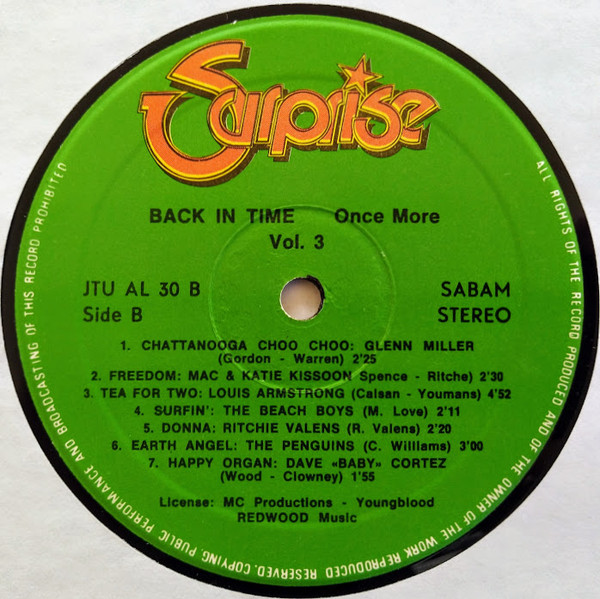 Surprise
BACK IN TIME Once More
Vol. 3
JTU AL 30 B
Side B
SABAM
STEREO
1. CHATTANOOGA CHOO CHOO: GLENN MILLER
(Gordon - Warren) 2'25
2. FREEDOM: MAC & KATIE KISSOON Spence - Ritche) 2'30
3. TEA FOR TWO: LOUIS ARMSTRONG (Caisan - Youmans) 4'52
4. SURFIN': THE BEACH BOYS (M. Love) 2'11
5. DONNA: RITCHIE VALENS (R. Valens) 2'20
6. EARTH ANGEL: THE PENGUINS (C. Williams) 3'00
7. HAPPY ORGAN: DAVE «BABY» CORTEZ
(Wood - Clowney) 1'55
License: MC Productions - Youngblood
REDWOOD Music
ALL RIGHTS OF THE RECORD PRODUCED AND OF THE OWNER OF THE WORK REPRODUCED RESERVED. COPYING PUBLIC PERFORMANCE AND BROADCASTING OF THIS RECORD PROHIBITED